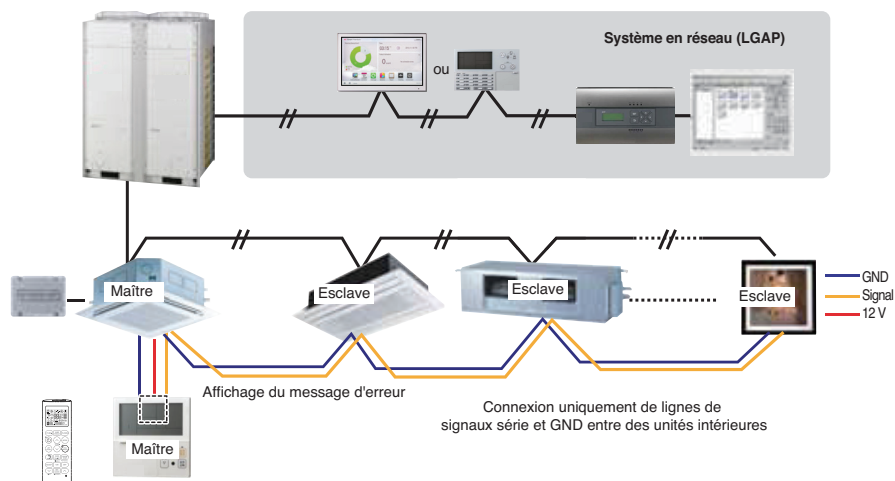 Système en réseau (LGAP)
ou
Maître
Esclave
Esclave
Esclave
GND
Signal
12 V
Affichage du message d'erreur
Connexion uniquement de lignes de
signaux série et GND entre des unités intérieures
Maître